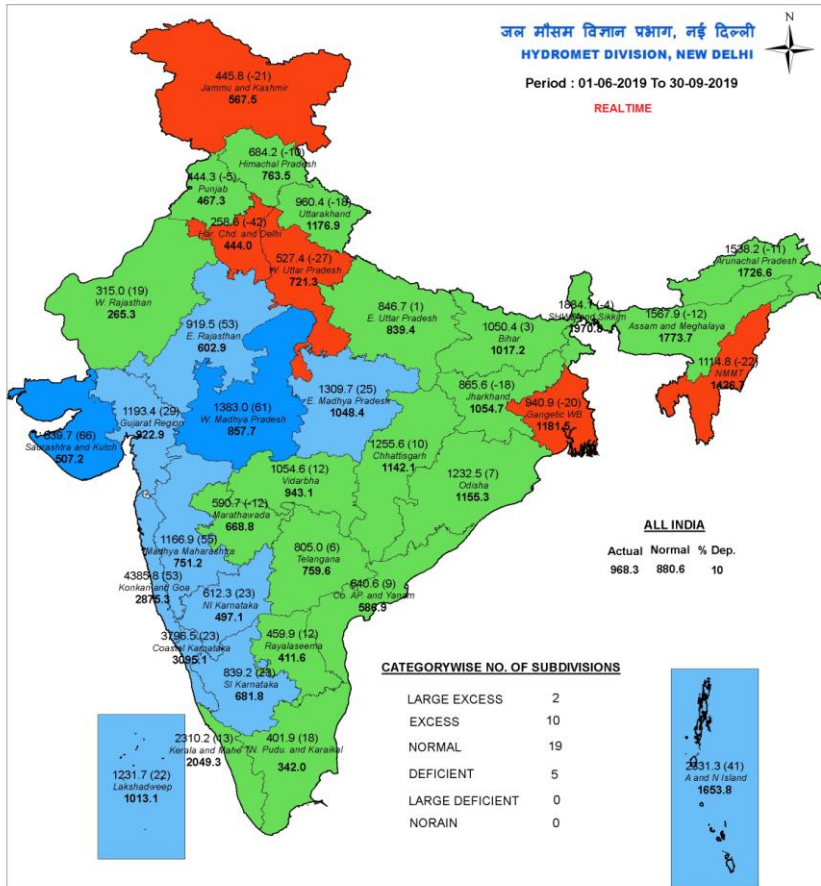 जल मौसम विज्ञान प्रभाग, नई दिल्ली
HYDROMET DIVISION, NEW DELHI
N
Period : 01-06-2019 To 30-09-2019
REALTIME
445.8 (-21)
Jammu and Kashmir
567.5
684.2 (-10)
Himachal Pradesh
763.5
444.3 (-5)
Punjab
467.3
960.4 (-18)
Uttarakhand
1176.9
258.6 (-42)
Har. Chd. and Delhi
444.0
527.4 (-27)
W. Uttar Pradesh
721.3
315.0 (19)
W. Rajasthan
265.3
919.5 (53)
E. Rajasthan
602.9
846.7 (1)
E. Uttar Pradesh
839.4
1050.4 (3)
Bihar
1017.2
1884.1 (-4)
and Sikkim
1970.8
1538.2 (-11)
Arunachal Pradesh
1726.6
1567.9 (-12)
Assam and Meghalaya
1773.7
1114.8 (-22)
NMMT
1426.7
1193.4 (29)
Gujarat Region
922.9
1383.0 (61)
W. Madhya Pradesh
857.7
1309.7 (25)
E. Madhya Pradesh
1048.4
865.6 (-18)
Jharkhand
1054.7
940.9 (-20)
Gangetic WB
1181.5
839.7 (66)
Saurashtra and Kutch
507.2
1255.6 (10)
Chhattisgarh
1142.1
1054.6 (12)
Vidarbha
943.1
1232.5 (7)
Odisha
1155.3
590.7 (-12)
Marathawada
668.8
1166.9 (55)
Madhya Maharashtra
751.2
805.0 (6)
Telangana
759.6
4385.8 (53)
Konkan and Goa
2875.3
612.3 (23)
NI Karnataka
497.1
640.6 (9)
Co. AP. and Yanam
586.9
3796.5 (23)
Coastal Karnataka
3095.1
459.9 (12)
Rayalaseema
411.6
839.2 (23)
SI Karnataka
681.8
2310.2 (13)
Kerala and Mahe
2049.3
401.9 (18)
TN. Pudu. and Karaikal
342.0
1231.7 (22)
Lakshadweep
1013.1
2331.3 (41)
A and N Island
1653.8
ALL INDIA
Actual Normal % Dep.
968.3 880.6 10
CATEGORYWISE NO. OF SUBDIVISIONS
LARGE EXCESS 2
EXCESS 10
NORMAL 19
DEFICIENT 5
LARGE DEFICIENT 0
NORAIN 0